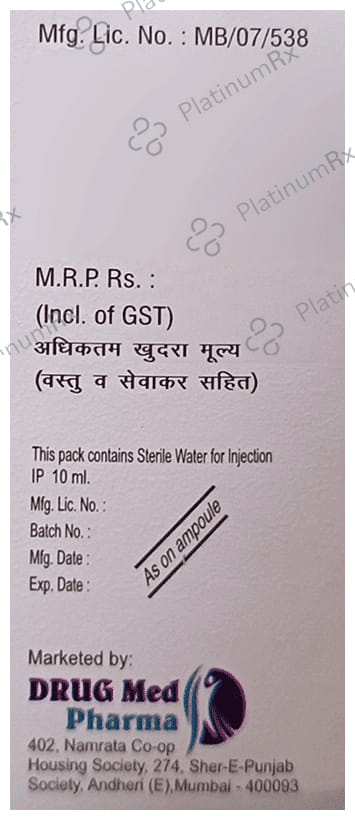 Mfg. Lic. No. : MB/07/538
PlatinumRx
PlatinumRx
M.R.P. Rs. :
(Incl. of GST)
अधिकतम खुदरा मूल्य
(वस्तु व सेवाकर सहित)
This pack contains Sterile Water for Injection
IP 10 ml.
Mfg. Lic. No. :
Batch No. :
Mfg. Date :
Exp. Date :
As on ampoule
Marketed by:
DRUG Med
Pharma
402, Namrata Co-op
Housing Society, 274, Sher-E-Punjab
Society, Andheri (E),Mumbai - 400093